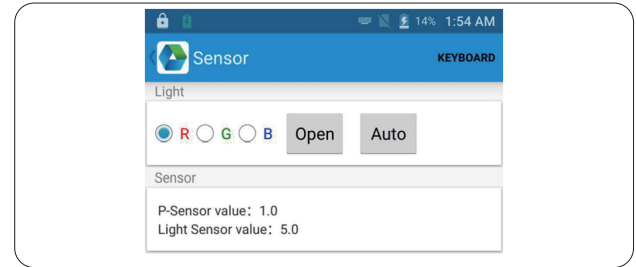 14% 1:54 AM
Sensor KEYBOARD
Light
R G B Open Auto
Sensor
P-Sensor value: 1.0
Light Sensor value: 5.0